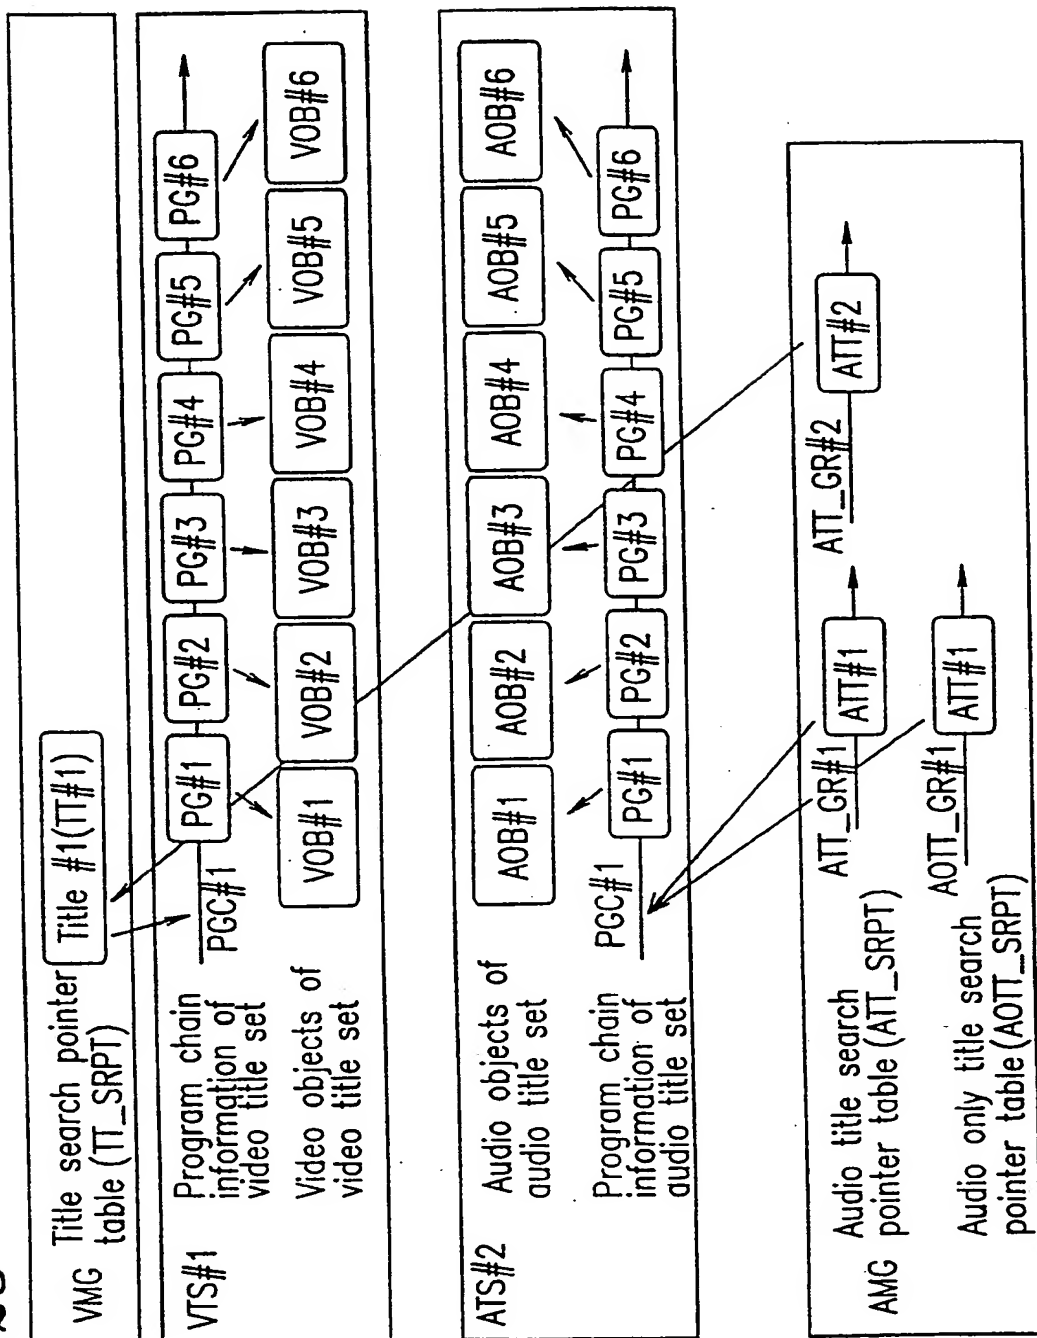 VMG
Title search pointer
table (TT_SRPT)
Title #1(TT#1)
VTS#1
Program chain
information of
video title set
PGC#1
PG#1
PG#2
PG#3
PG#4
PG#5
PG#6
Video objects of
video title set
VOB#1
VOB#2
VOB#3
VOB#4
VOB#5
VOB#6
ATS#2
Audio objects of
audio title set
AOB#1
AOB#2
AOB#3
AOB#4
AOB#5
AOB#6
Program chain
information of
audio title set
PGC#1
PG#1
PG#2
PG#3
PG#4
PG#5
PG#6
AMG
Audio title search
pointer table (ATT_SRPT)
ATT_GR#1
ATT#1
ATT_GR#2
ATT#2
Audio only title search
pointer table (AOTT_SRPT)
AOTT_GR#1
ATT#1